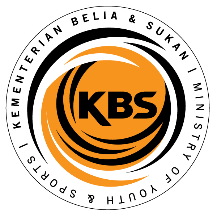 KEMENTERIAN BELIA & SUKAN | MINISTRY OF YOUTH & SPORTS |
KBS